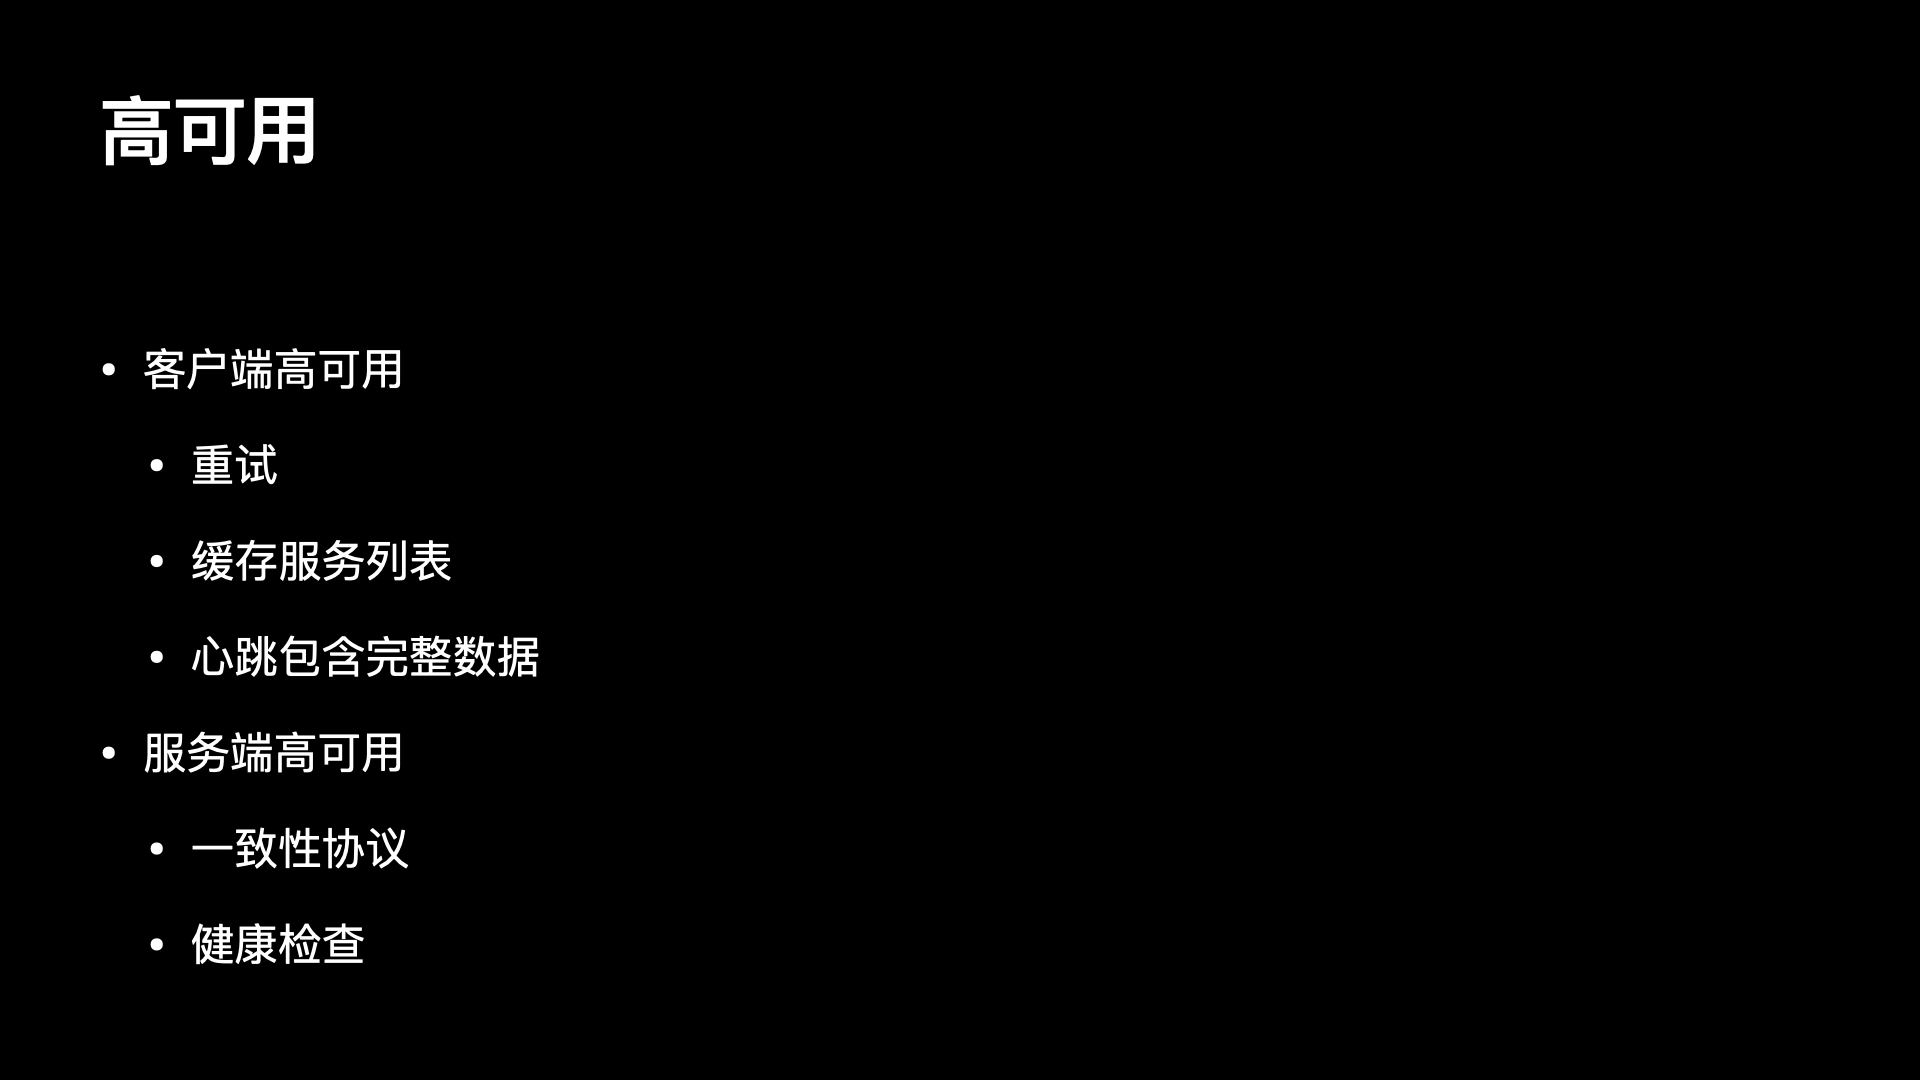 高可用
• 客户端高可用
• 重试
• 缓存服务列表
• 心跳包含完整数据
• 服务端高可用
• 一致性协议
• 健康检查